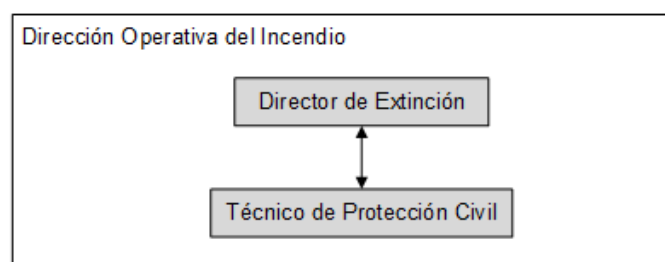 Dirección Operativa del Incendio
Director de Extinción
Técnico de Protección Civil